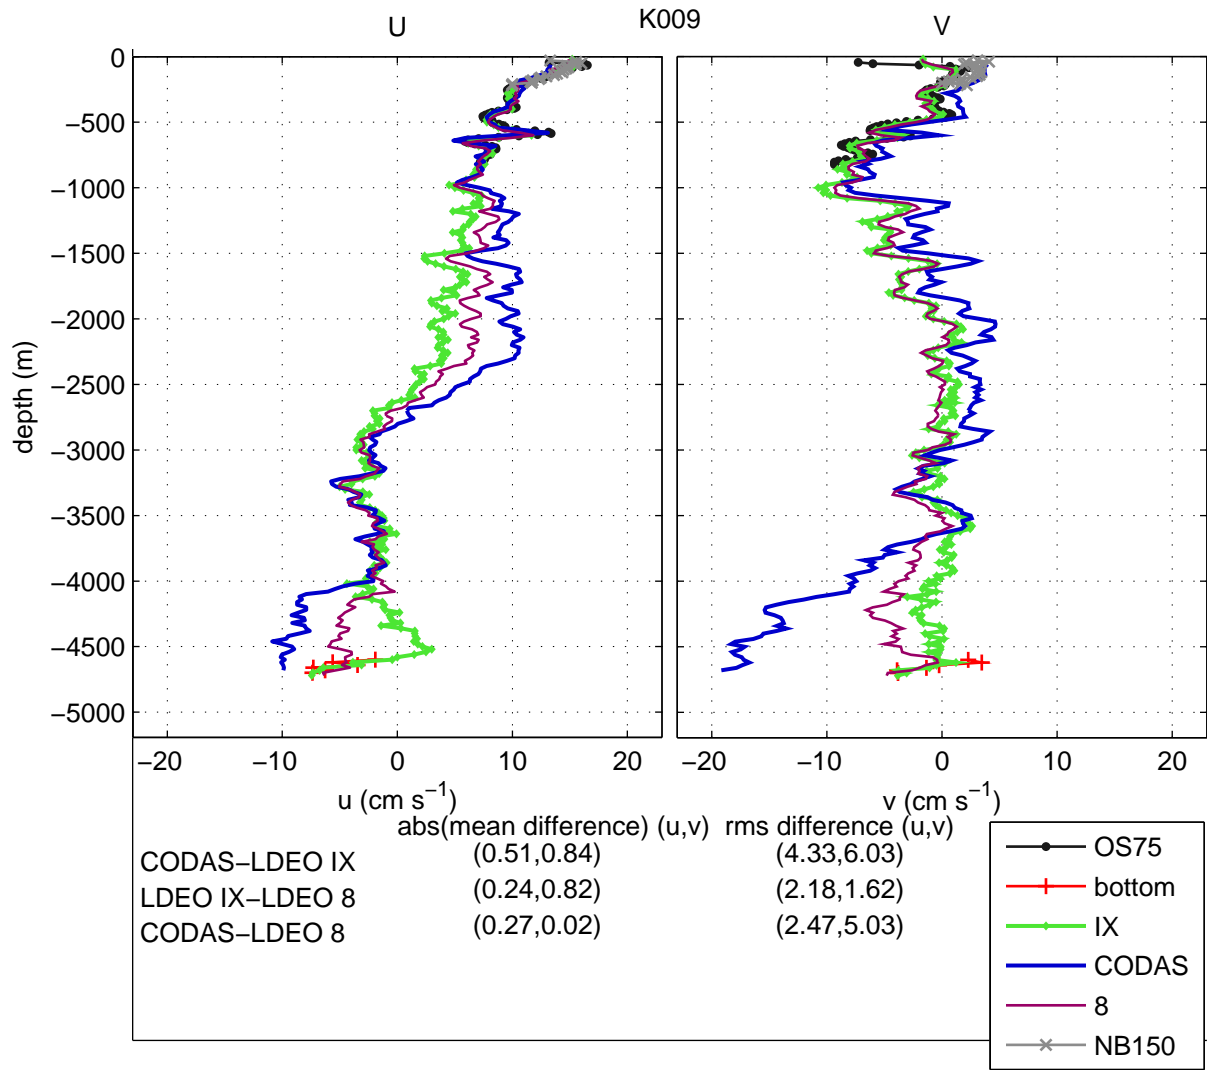 K009
U
V
0
−500
−1000
−1500
−2000
−2500
−3000
−3500
−4000
−4500
−5000
depth (m)
−20 −10 0 10 20
−20 −10 0 10 20
u (cm s−1)
v (cm s−1)
abs(mean difference) (u,v) rms difference (u,v)
CODAS−LDEO IX (0.51,0.84) (4.33,6.03)
LDEO IX−LDEO 8 (0.24,0.82) (2.18,1.62)
CODAS−LDEO 8 (0.27,0.02) (2.47,5.03)
OS75
bottom
IX
CODAS
8
NB150